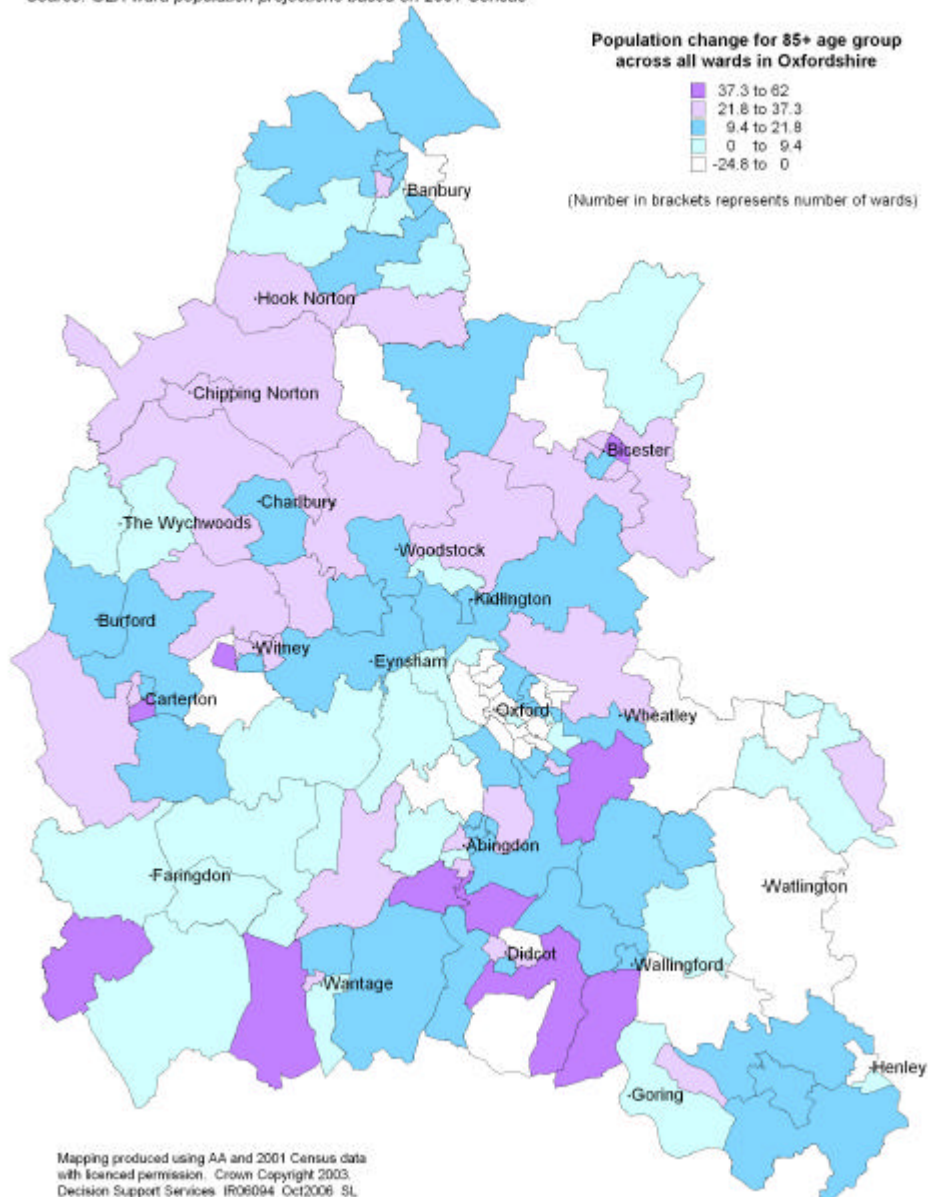 Source: GLA ward population projections based on 2001 Census
Population change for 85+ age group
across all wards in Oxfordshire
37.3 to 62
21.8 to 37.3
9.4 to 21.8
0 to 9.4
-24.8 to 0
(Number in brackets represents number of wards)
Banbury
Hook Norton
Chipping Norton
Bicester
Charlbury
The Wychwoods
Woodstock
Kidlington
Burford
Witney
Eynsham
Carterton
Oxford
Wheatley
Abingdon
Faringdon
Watlington
Didcot
Wallingford
Wantage
Henley
Goring
Mapping produced using AA and 2001 Census data
with licenced permission. Crown Copyright 2003.
Decision Support Services IR06094 Oct2006 SL